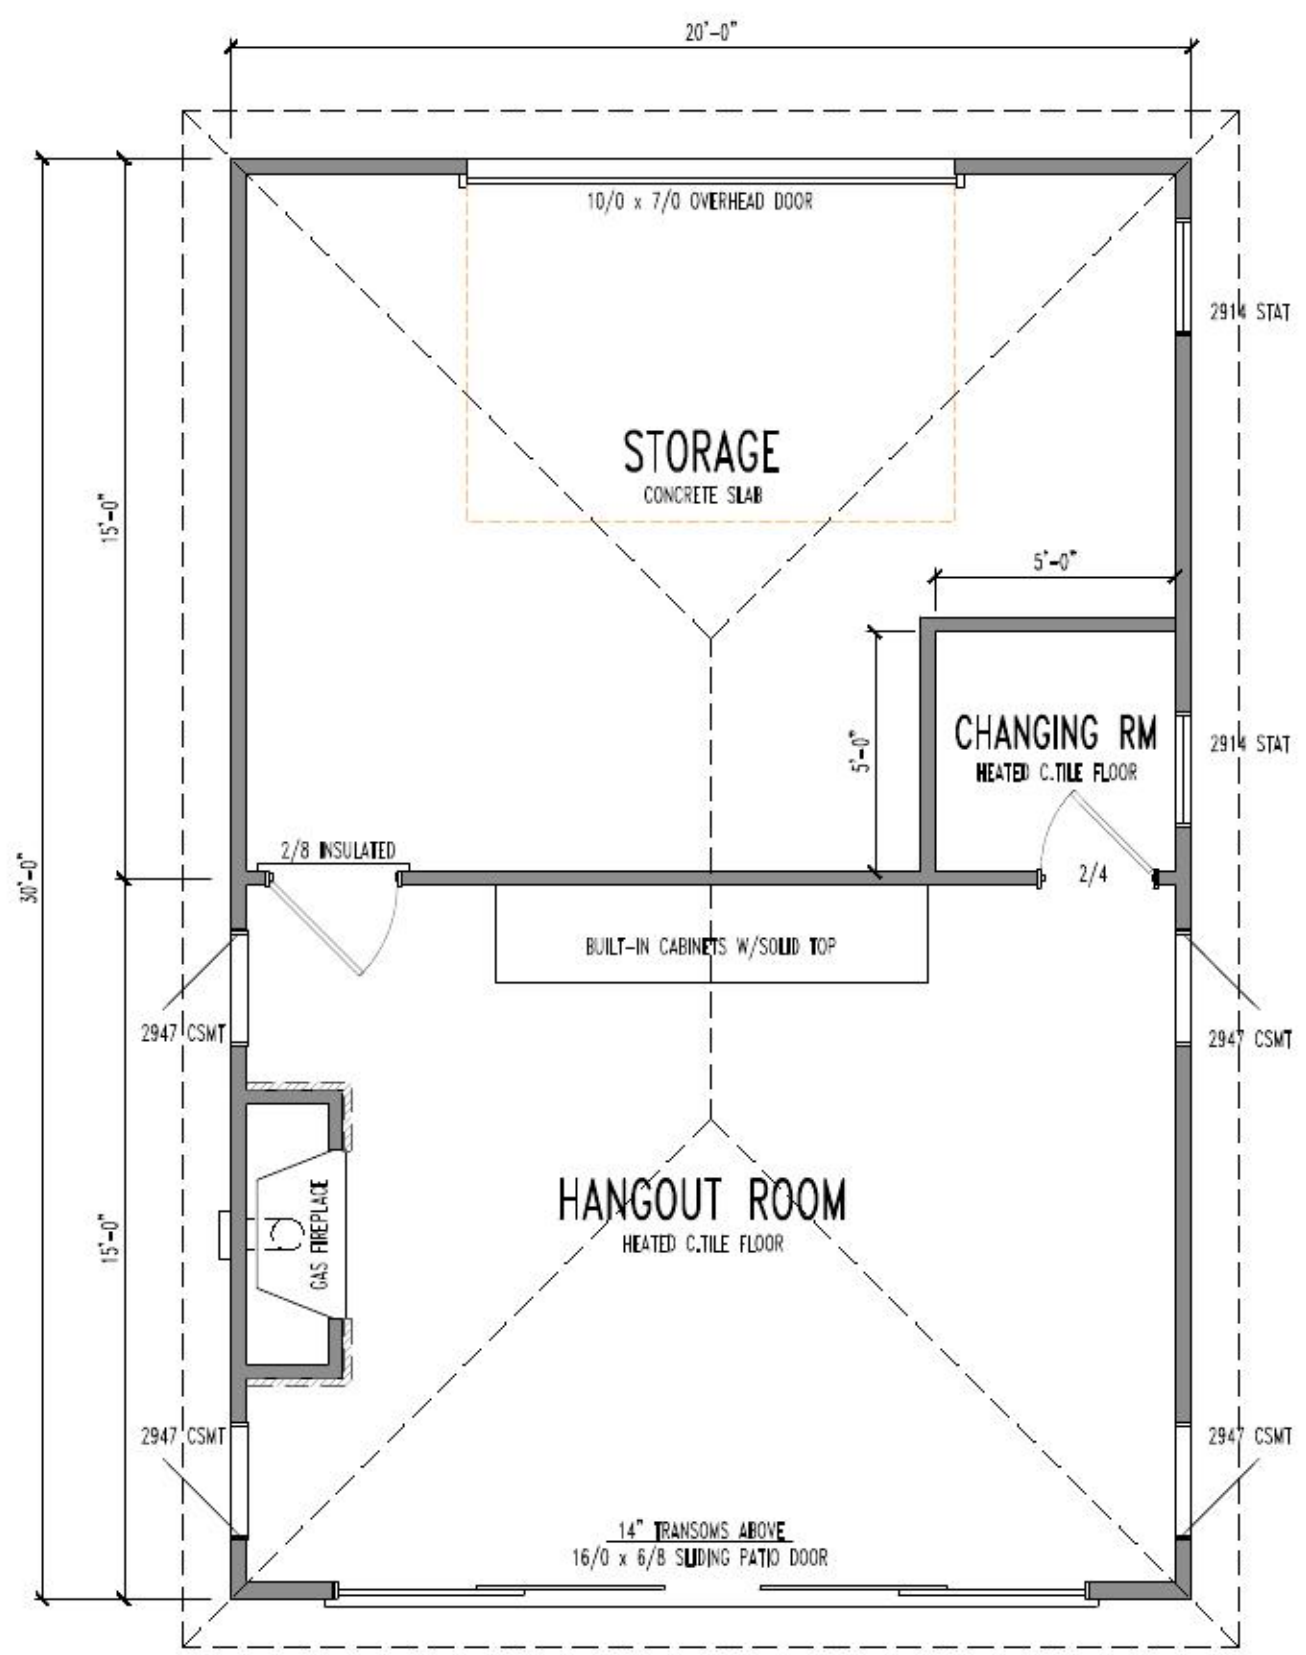 20'-0"
10/0 x 7/0 OVERHEAD DOOR
2914 STAT
STORAGE
CONCRETE SLAB
15'-0"
5'-0"
CHANGING RM
HEATED C.TILE FLOOR
2914 STAT
5'-0"
2/8 INSULATED
2/4
30'-0"
BUILT-IN CABINETS W/SOLID TOP
2947 CSMT
2947 CSMT
HANGOUT ROOM
HEATED C.TILE FLOOR
GAS FIREPLACE
15'-0"
2947 CSMT
2947 CSMT
14" TRANSOMS ABOVE
16/0 x 6/8 SLIDING PATIO DOOR